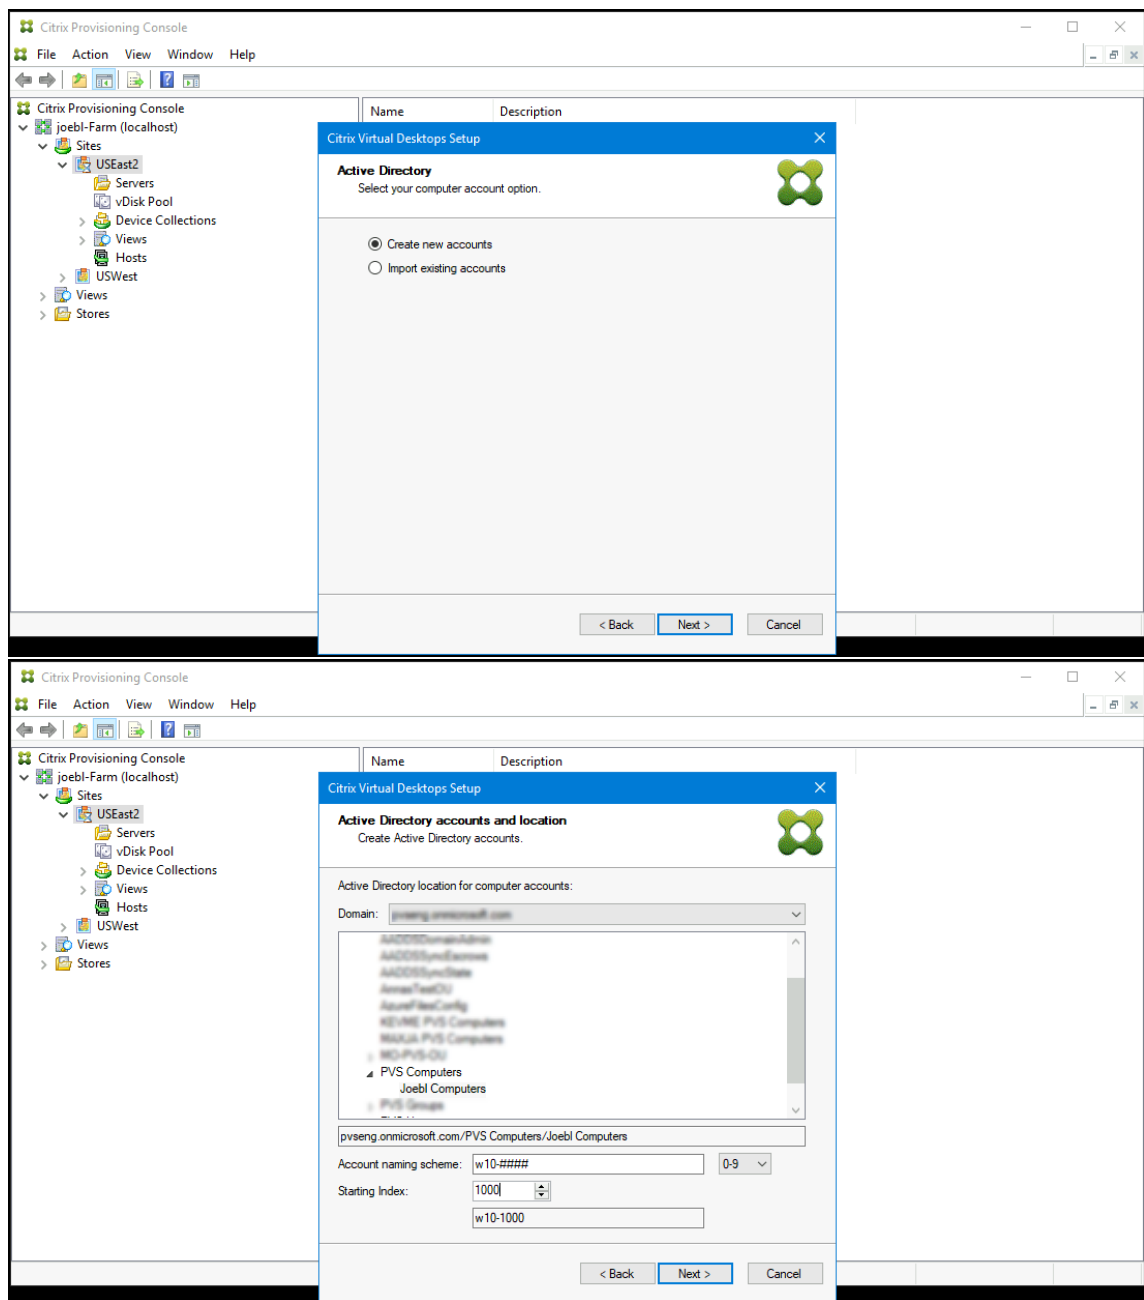 Citrix Provisioning Console
File Action View Window Help
Citrix Provisioning Console
joebl-Farm (localhost)
Sites
USEast2
Servers
vDisk Pool
Device Collections
Views
Hosts
USWest
Views
Stores
Name Description
Citrix Virtual Desktops Setup
Active Directory
Select your computer account option.
Create new accounts
Import existing accounts
< Back Next > Cancel
Citrix Provisioning Console
File Action View Window Help
Citrix Provisioning Console
joebl-Farm (localhost)
Sites
USEast2
Servers
vDisk Pool
Device Collections
Views
Hosts
USWest
Views
Stores
Name Description
Citrix Virtual Desktops Setup
Active Directory accounts and location
Create Active Directory accounts.
Active Directory location for computer accounts:
Domain:
PVS Computers
Joebl Computers
pvseng.onmicrosoft.com/PVS Computers/Joebl Computers
Account naming scheme: w10-#### 0-9
Starting Index: 1000
w10-1000
< Back Next > Cancel